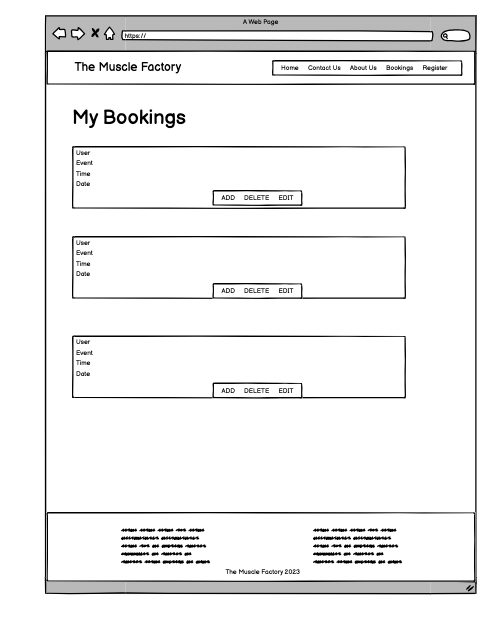 A Web Page
https://
The Muscle Factory
Home Contact Us About Us Bookings Register
My Bookings
User
Event
Time
Date
ADD DELETE EDIT
User
Event
Time
Date
ADD DELETE EDIT
User
Event
Time
Date
ADD DELETE EDIT
The Muscle Factory 2023